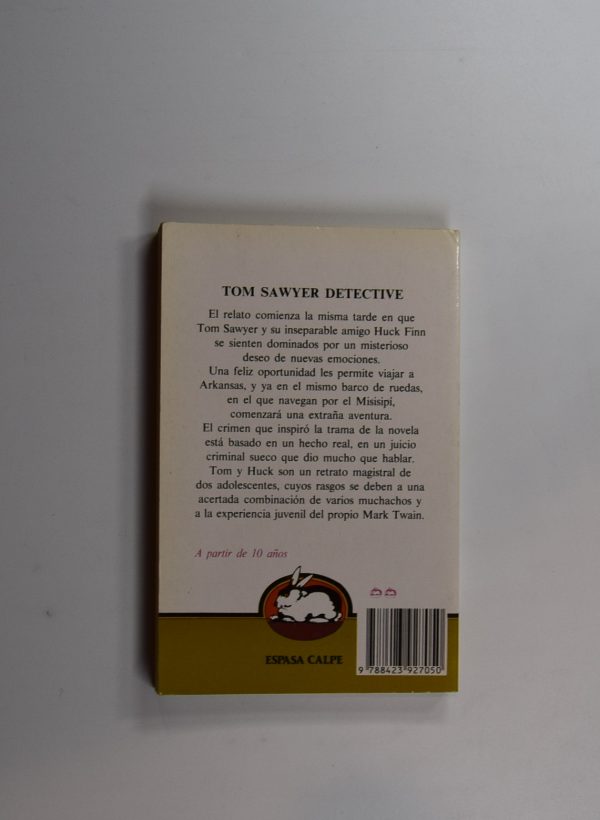 TOM SAWYER DETECTIVE
El relato comienza la misma tarde en que
Tom Sawyer y su inseparable amigo Huck Finn
se sienten dominados por un misterioso
deseo de nuevas emociones.
Una feliz oportunidad les permite viajar a
Arkansas, y ya en el mismo barco de ruedas,
en el que navegan por el Misisipí,
comenzará una extraña aventura.
El crimen que inspiró la trama de la novela
está basado en un hecho real, en un juicio
criminal sueco que dio mucho que hablar.
Tom y Huck son un retrato magistral de
dos adolescentes, cuyos rasgos se deben a una
acertada combinación de varios muchachos y
a la experiencia juvenil del propio Mark Twain.
A partir de 10 años
ESPASA CALPE
9 788423 927050